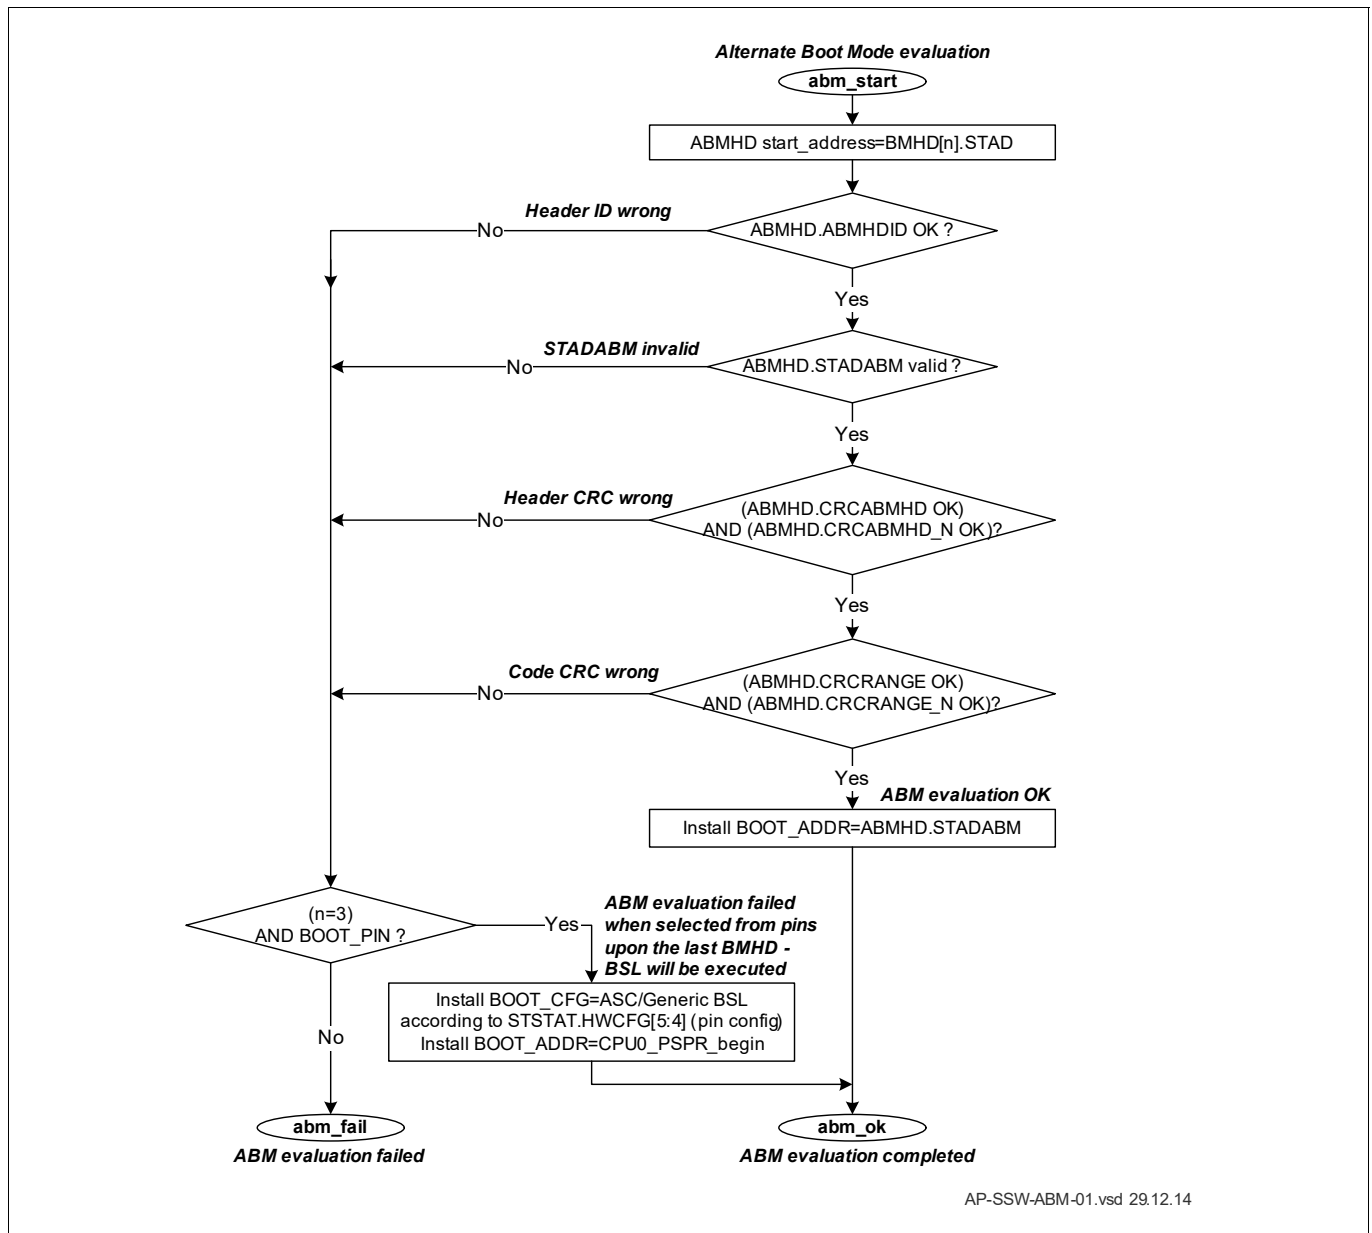 Alternate Boot Mode evaluation
abm_start
ABMHD start_address=BMHD[n].STAD
Header ID wrong
No
ABMHD.ABMHDID OK ?
Yes
STADABM invalid
No
ABMHD.STADABM valid ?
Yes
Header CRC wrong
No
(ABMHD.CRCABMHD OK)
AND (ABMHD.CRCABMHD_N OK)?
Yes
Code CRC wrong
No
(ABMHD.CRCRANGE OK)
AND (ABMHD.CRCRANGE_N OK)?
Yes
ABM evaluation OK
Install BOOT_ADDR=ABMHD.STADABM
(n=3)
AND BOOT_PIN ?
Yes
ABM evaluation failed
when selected from pins
upon the last BMHD -
BSL will be executed
Install BOOT_CFG=ASC/Generic BSL
according to STSTAT.HWCFG[5:4] (pin config)
Install BOOT_ADDR=CPU0_PSPR_begin
No
abm_fail
ABM evaluation failed
abm_ok
ABM evaluation completed
AP-SSW-ABM-01.vsd 29.12.14